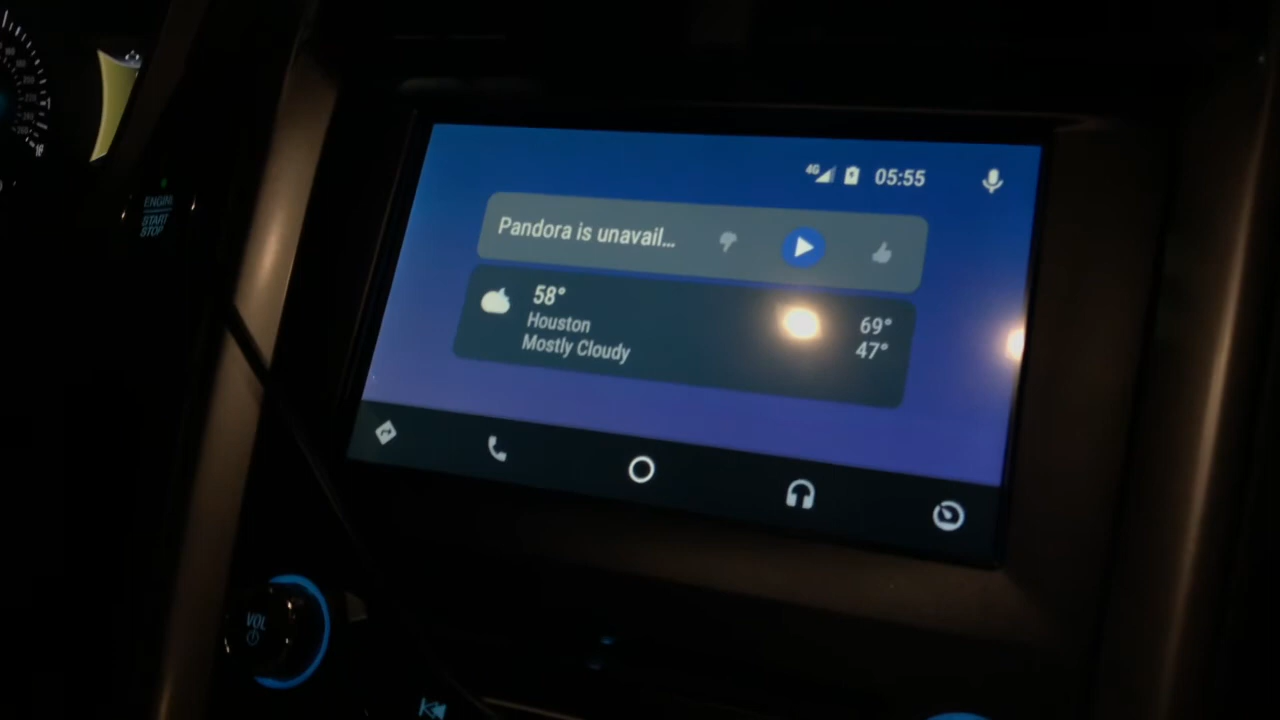 4G
05:55
Pandora is unavail...
58°
Houston
Mostly Cloudy
69°
47°
ENGINE
START
STOP
VOL